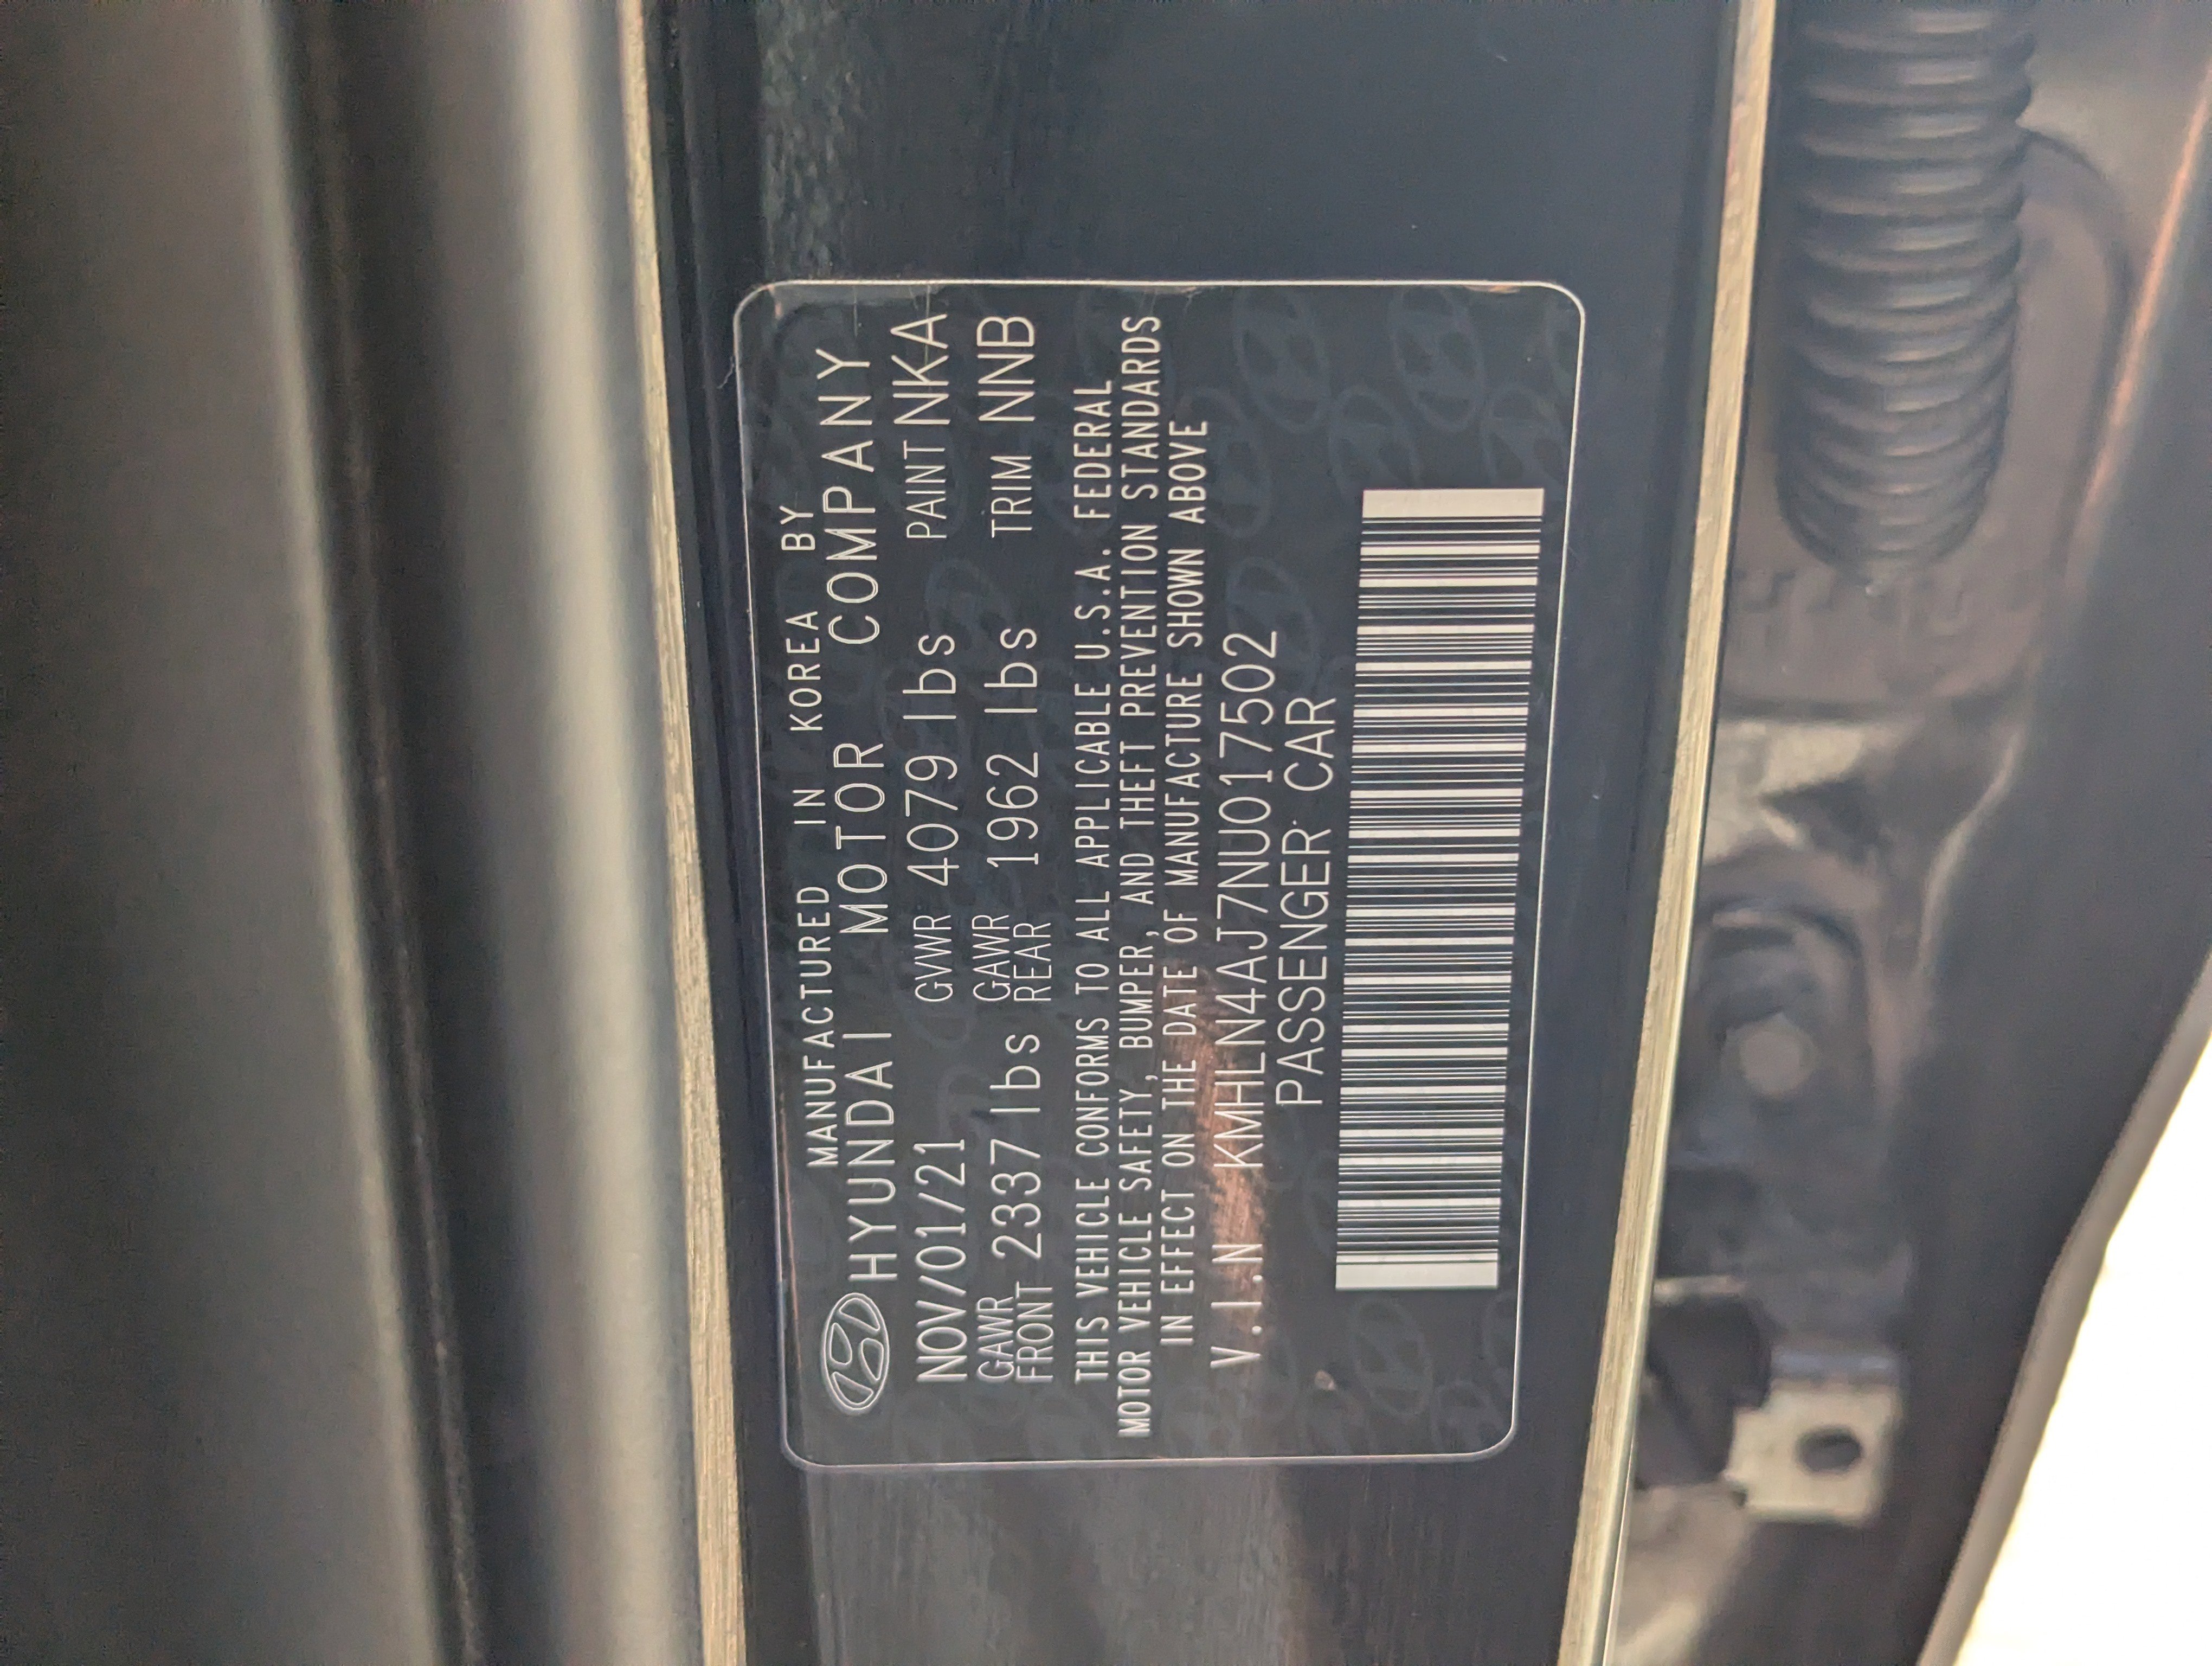 MANUFACTURED IN KOREA BY
HYUNDAI MOTOR COMPANY
NOV/01/21 GVWR 4079 lbs PAINT NKA
GAWR FRONT 2337 lbs GAWR REAR 1962 lbs TRIM NNB
THIS VEHICLE CONFORMS TO ALL APPLICABLE U.S.A. FEDERAL
MOTOR VEHICLE SAFETY, BUMPER, AND THEFT PREVENTION STANDARDS
IN EFFECT ON THE DATE OF MANUFACTURE SHOWN ABOVE
V.I.N KMHLN4AJ7NU017502
PASSENGER CAR